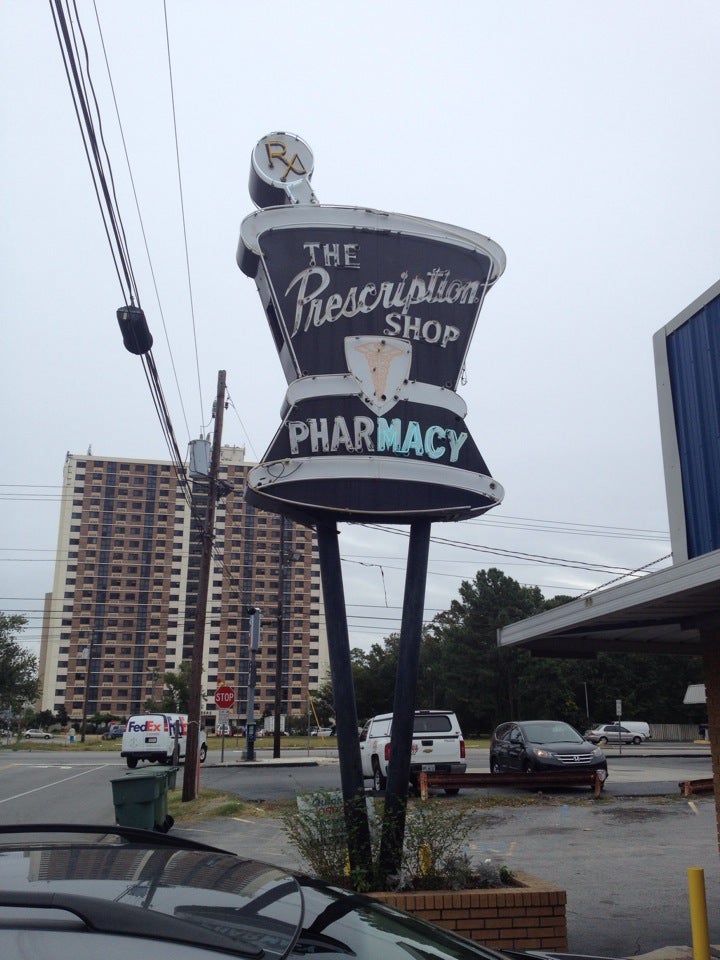 RX
THE
Prescription
SHOP
PHARMACY
STOP
FedEx